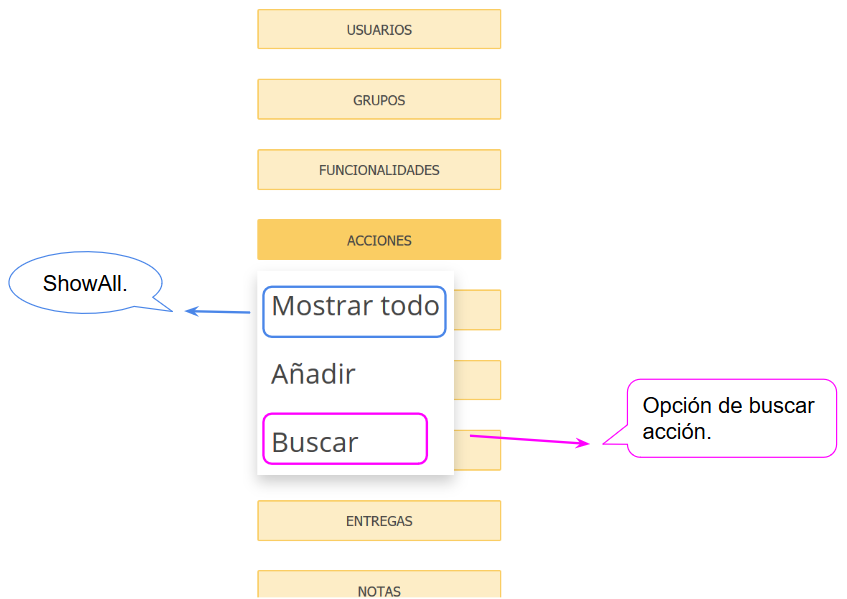 USUARIOS
GRUPOS
FUNCIONALIDADES
ACCIONES
ShowAll.
Mostrar todo
Añadir
Opción de buscar
acción.
Buscar
ENTREGAS
NOTAS